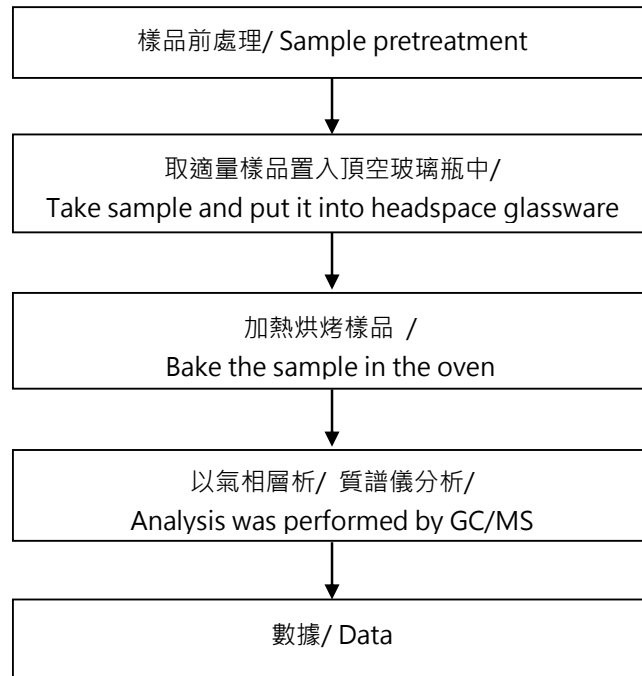 樣品前處理/ Sample pretreatment
取適量樣品置入頂空玻璃瓶中/
Take sample and put it into headspace glassware
加熱烘烤樣品 /
Bake the sample in the oven
以氣相層析/ 質譜儀分析/
Analysis was performed by GC/MS
數據/ Data